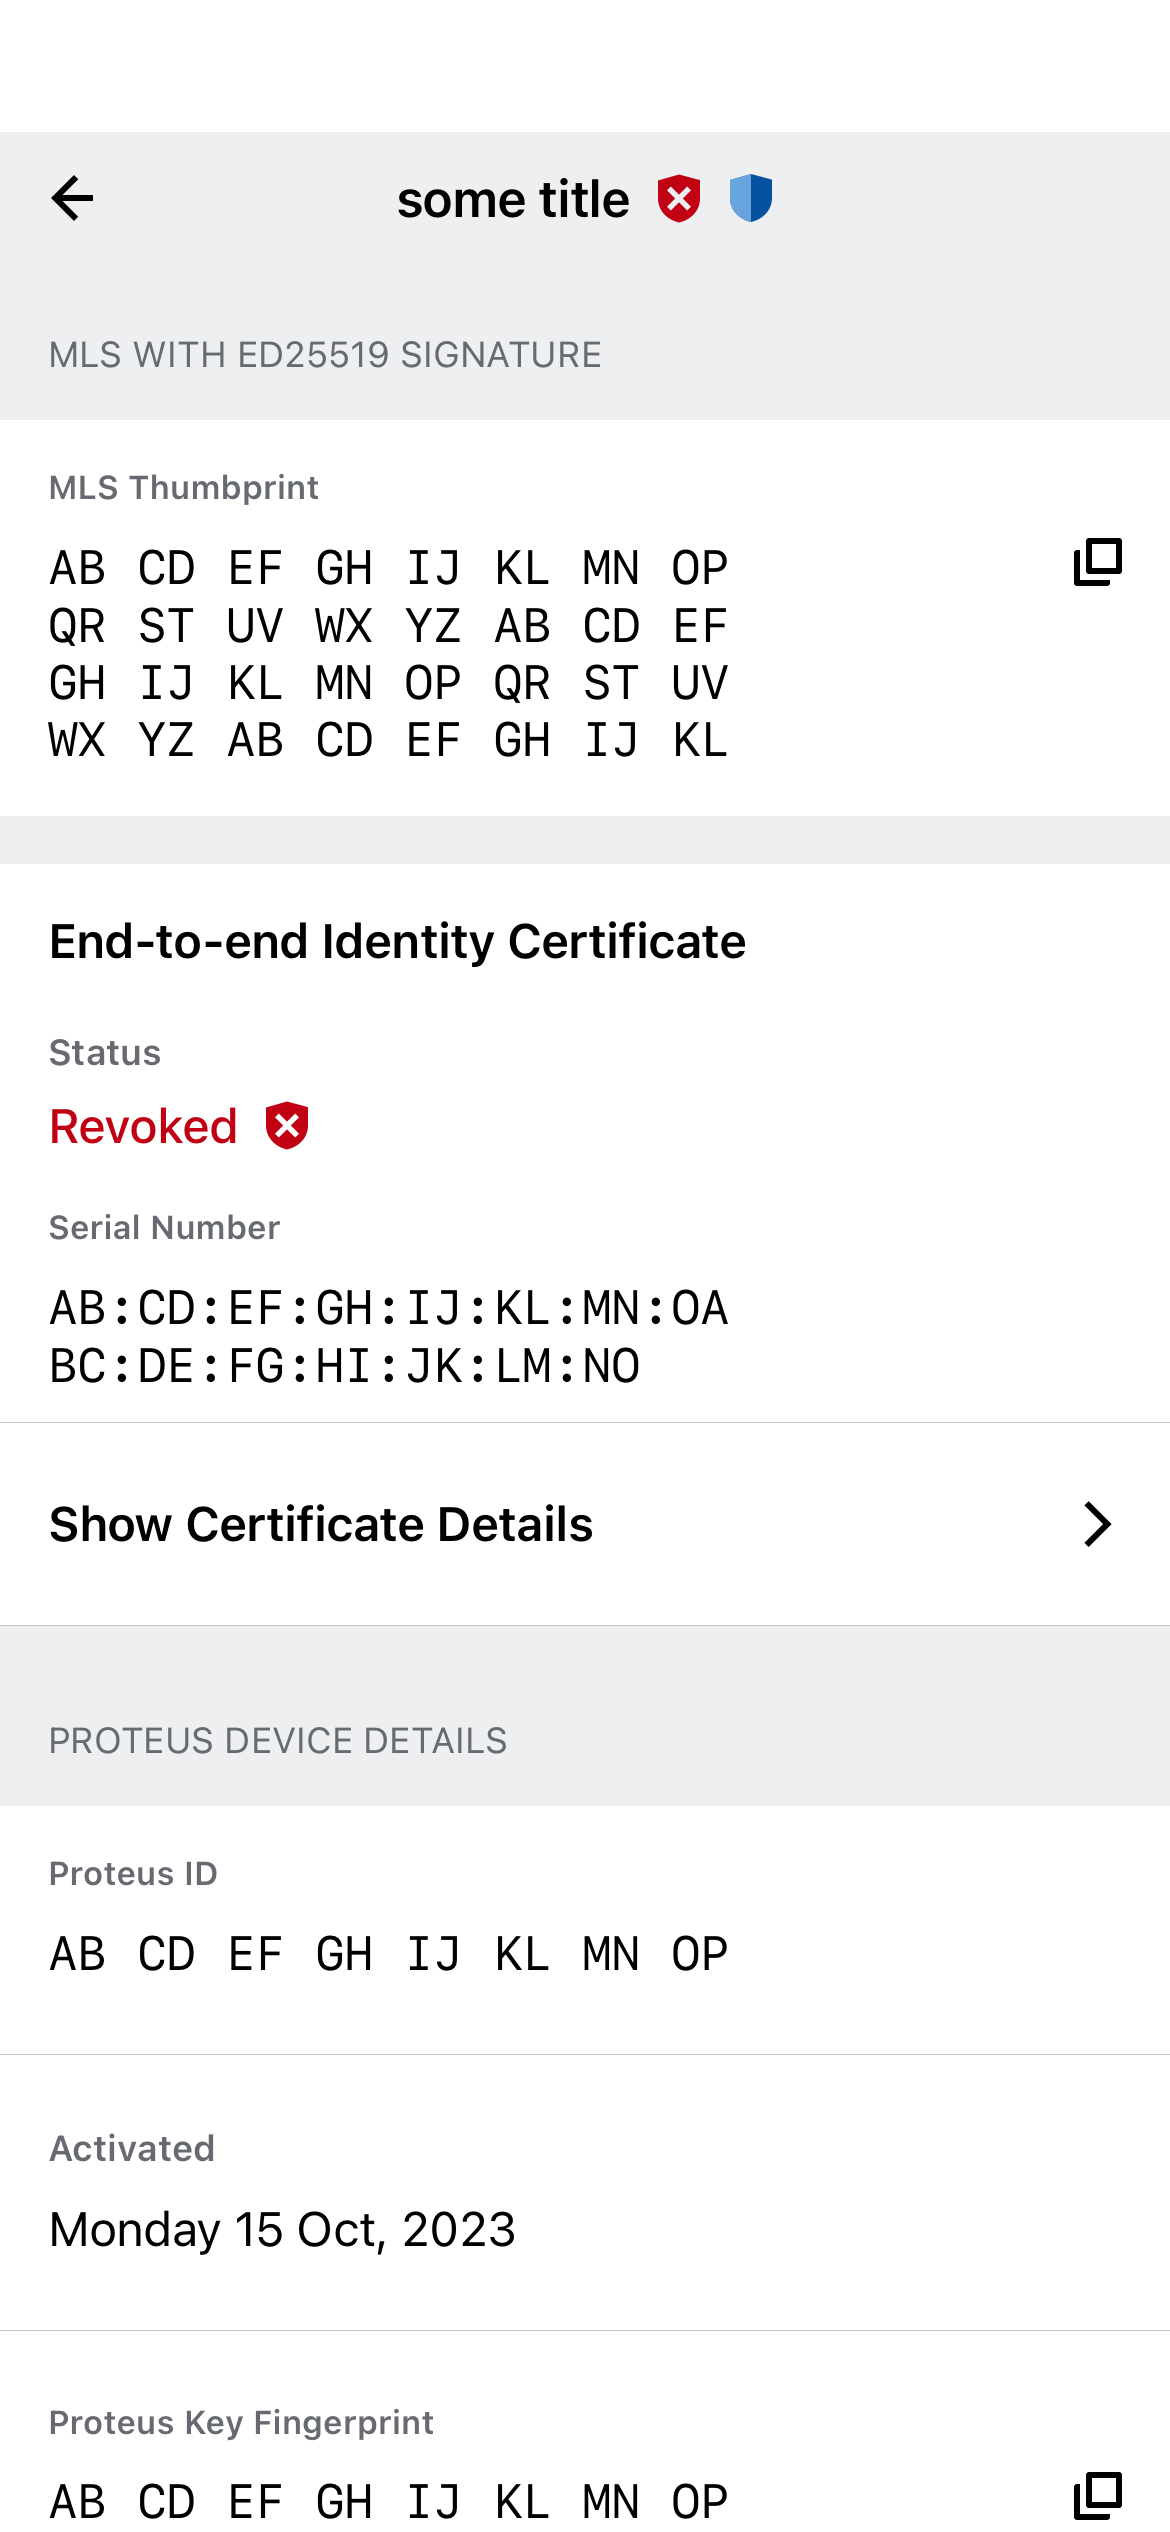 some title
MLS WITH ED25519 SIGNATURE
MLS Thumbprint
AB CD EF GH IJ KL MN OP
QR ST UV WX YZ AB CD EF
GH IJ KL MN OP QR ST UV
WX YZ AB CD EF GH IJ KL
End-to-end Identity Certificate
Status
Revoked
Serial Number
AB:CD:EF:GH:IJ:KL:MN:OA
BC:DE:FG:HI:JK:LM:NO
Show Certificate Details
PROTEUS DEVICE DETAILS
Proteus ID
AB CD EF GH IJ KL MN OP
Activated
Monday 15 Oct, 2023
Proteus Key Fingerprint
AB CD EF GH IJ KL MN OP